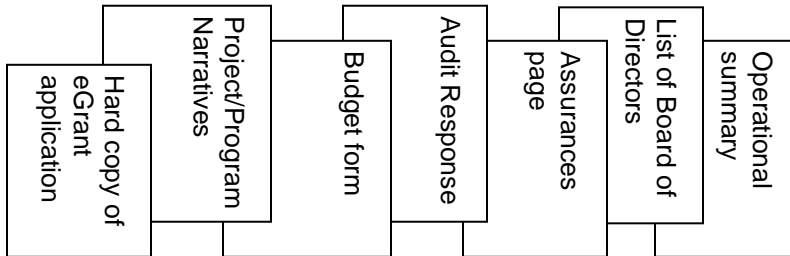 Operational
summary
List of Board of
Directors
Assurances
page
Audit Response
Budget form
Project/Program
Narratives
Hard copy of
eGrant
application